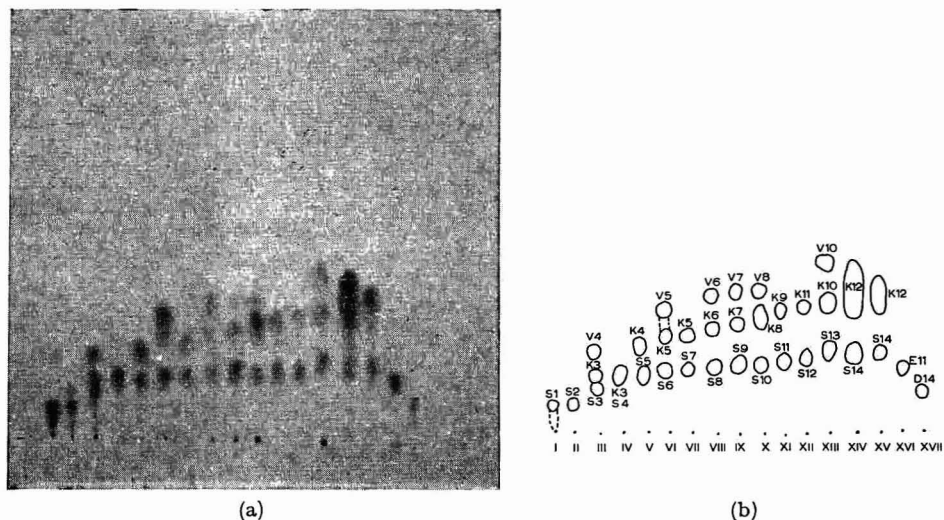 V10
V7 V8
V6
V5
K9 K11 K10 K12 K12
V4 K4 K5 K6 K7
K8
K5
S13 S14
K3 S5 S7 S9 S11
E11
S1 S2 S3 K3 S6 S8 S10 S12 S14
S4
D14
I II III IV V VI VII VIII IX X XI XII XIII XIV XV XVI XVII
(a) (b)